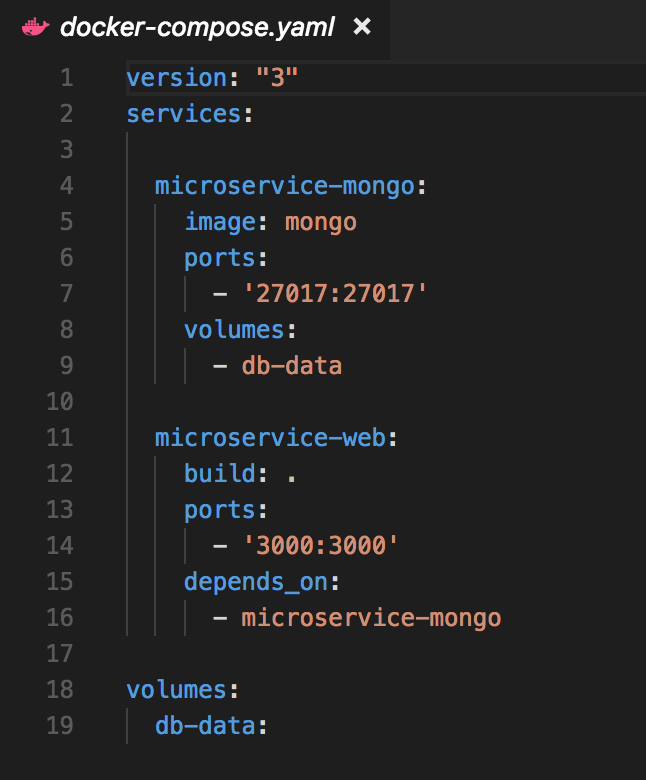 docker-compose.yaml ×
1 version: "3"
2 services:
3
4   microservice-mongo:
5     image: mongo
6     ports:
7       - '27017:27017'
8     volumes:
9       - db-data
10
11   microservice-web:
12     build: .
13     ports:
14       - '3000:3000'
15     depends_on:
16       - microservice-mongo
17
18 volumes:
19   db-data: